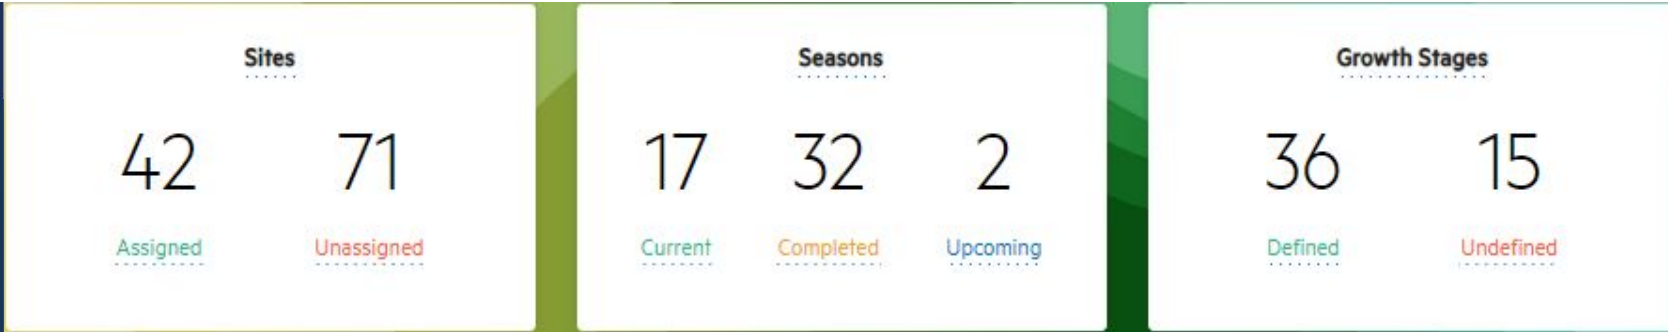 Sites
42 71
Assigned Unassigned
Seasons
17 32 2
Current Completed Upcoming
Growth Stages
36 15
Defined Undefined